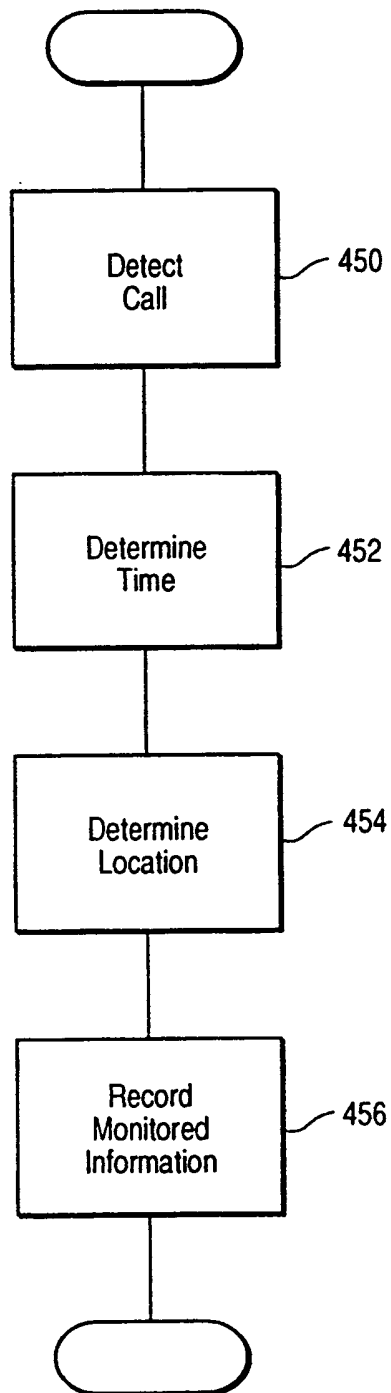 Detect
Call
450
Determine
Time
452
Determine
Location
454
Record
Monitored
Information
456